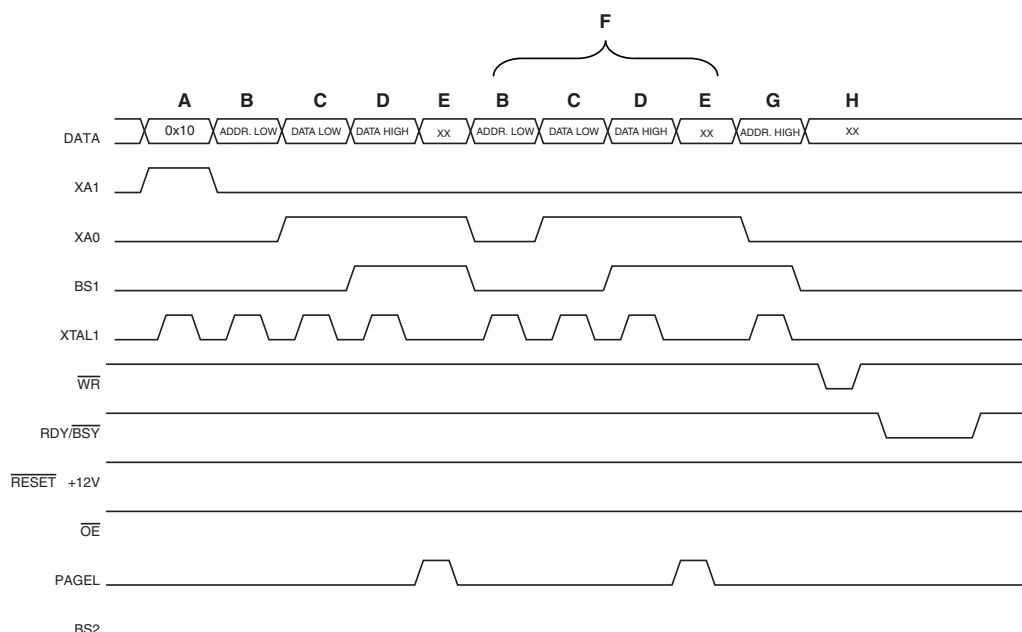 F
A B C D E B C D E G H
DATA 0x10 ADDR. LOW DATA LOW DATA HIGH XX ADDR. LOW DATA LOW DATA HIGH XX ADDR. HIGH XX
XA1
XA0
BS1
XTAL1
WR
RDY/BSY
RESET +12V
OE
PAGEL
BS2